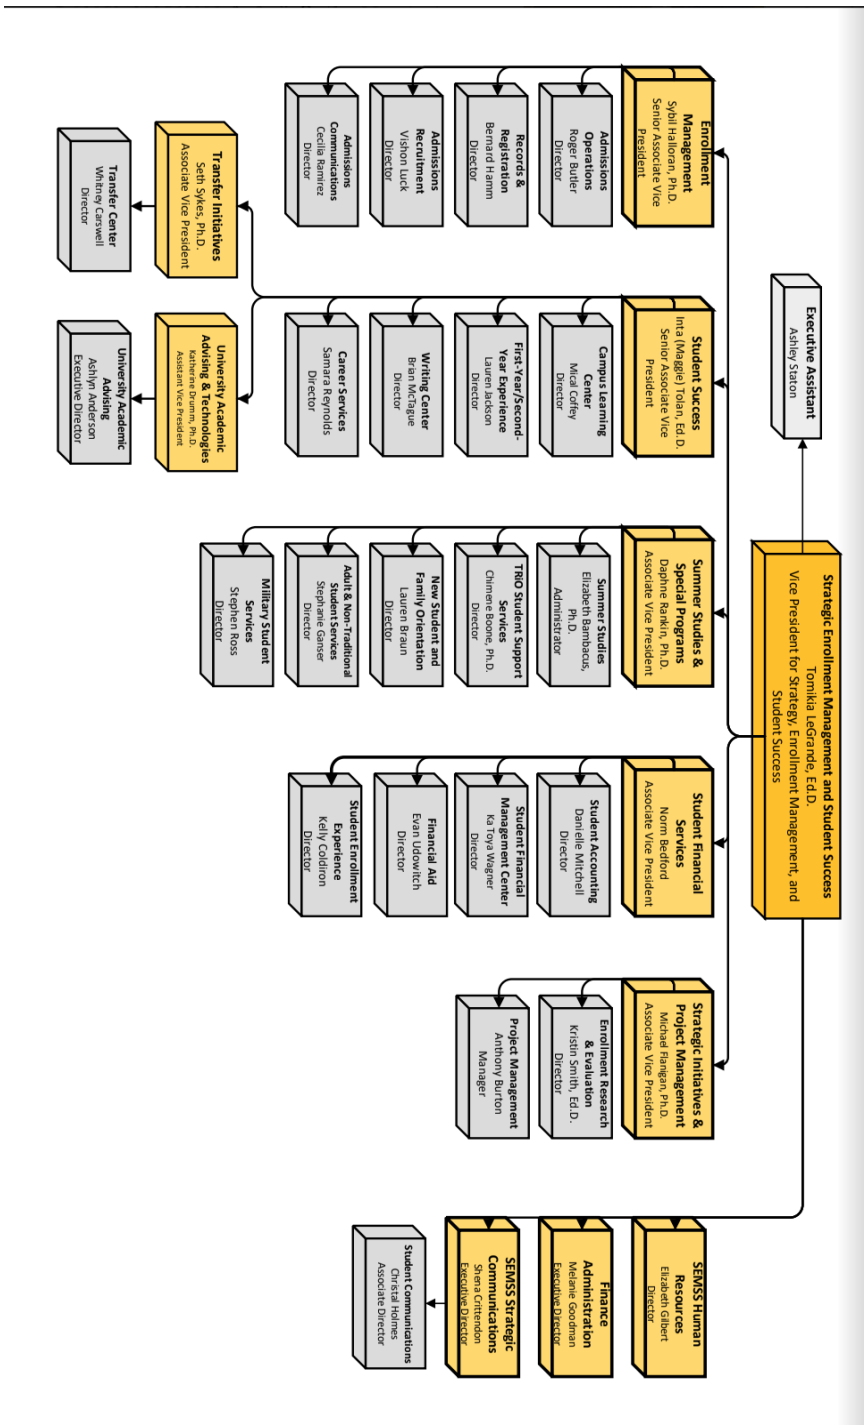 Strategic Enrollment Management and Student Success
Tomikia LeGrande, Ed.D.
Vice President for Strategy, Enrollment Management, and
Student Success
Executive Assistant
Ashley Staton
Enrollment
Management
Sybil Halloran, Ph.D.
Senior Associate Vice
President
Admissions
Operations
Roger Butler
Director
Records &
Registration
Bernard Hamm
Director
Admissions
Recruitment
Vishon Luck
Director
Admissions
Communications
Cecilia Ramirez
Director
Student Success
Inta (Maggie) Tolan, Ed.D.
Senior Associate Vice
President
Campus Learning
Center
Mical Coffey
Director
First-Year/Second-
Year Experience
Lauren Jackson
Director
Writing Center
Brian McTague
Director
Career Services
Samara Reynolds
Director
Transfer Initiatives
Seth Sykes, Ph.D.
Associate Vice President
Transfer Center
Whitney Carswell
Director
University Academic
Advising & Technologies
Katherine Drumm, Ph.D.
Assistant Vice President
University Academic
Advising
Ashlyn Anderson
Executive Director
Summer Studies &
Special Programs
Daphne Rankin, Ph.D.
Associate Vice President
Summer Studies
Elizabeth Bambacus,
Ph.D.
Administrator
TRiO Student Support
Services
Chimene Boone, Ph.D.
Director
New Student and
Family Orientation
Lauren Braun
Director
Adult & Non-Traditional
Student Services
Stephanie Ganser
Director
Military Student
Services
Stephen Ross
Director
Student Financial
Services
Norm Bedford
Associate Vice President
Student Accounting
Danielle Mitchell
Director
Student Financial
Management Center
Ka Toya Wagner
Director
Financial Aid
Evan Udowitch
Director
Student Enrollment
Experience
Kelly Coldiron
Director
Strategic Initiatives &
Project Management
Michael Flanigan, Ph.D.
Associate Vice President
Enrollment Research
& Evaluation
Kristin Smith, Ed.D.
Director
Project Management
Anthony Burton
Manager
SEMSS Human
Resources
Elizabeth Gilbert
Director
Finance
Administration
Melanie Goodman
Executive Director
SEMSS Strategic
Communications
Shena Crittendon
Executive Director
Student Communications
Christal Holmes
Associate Director